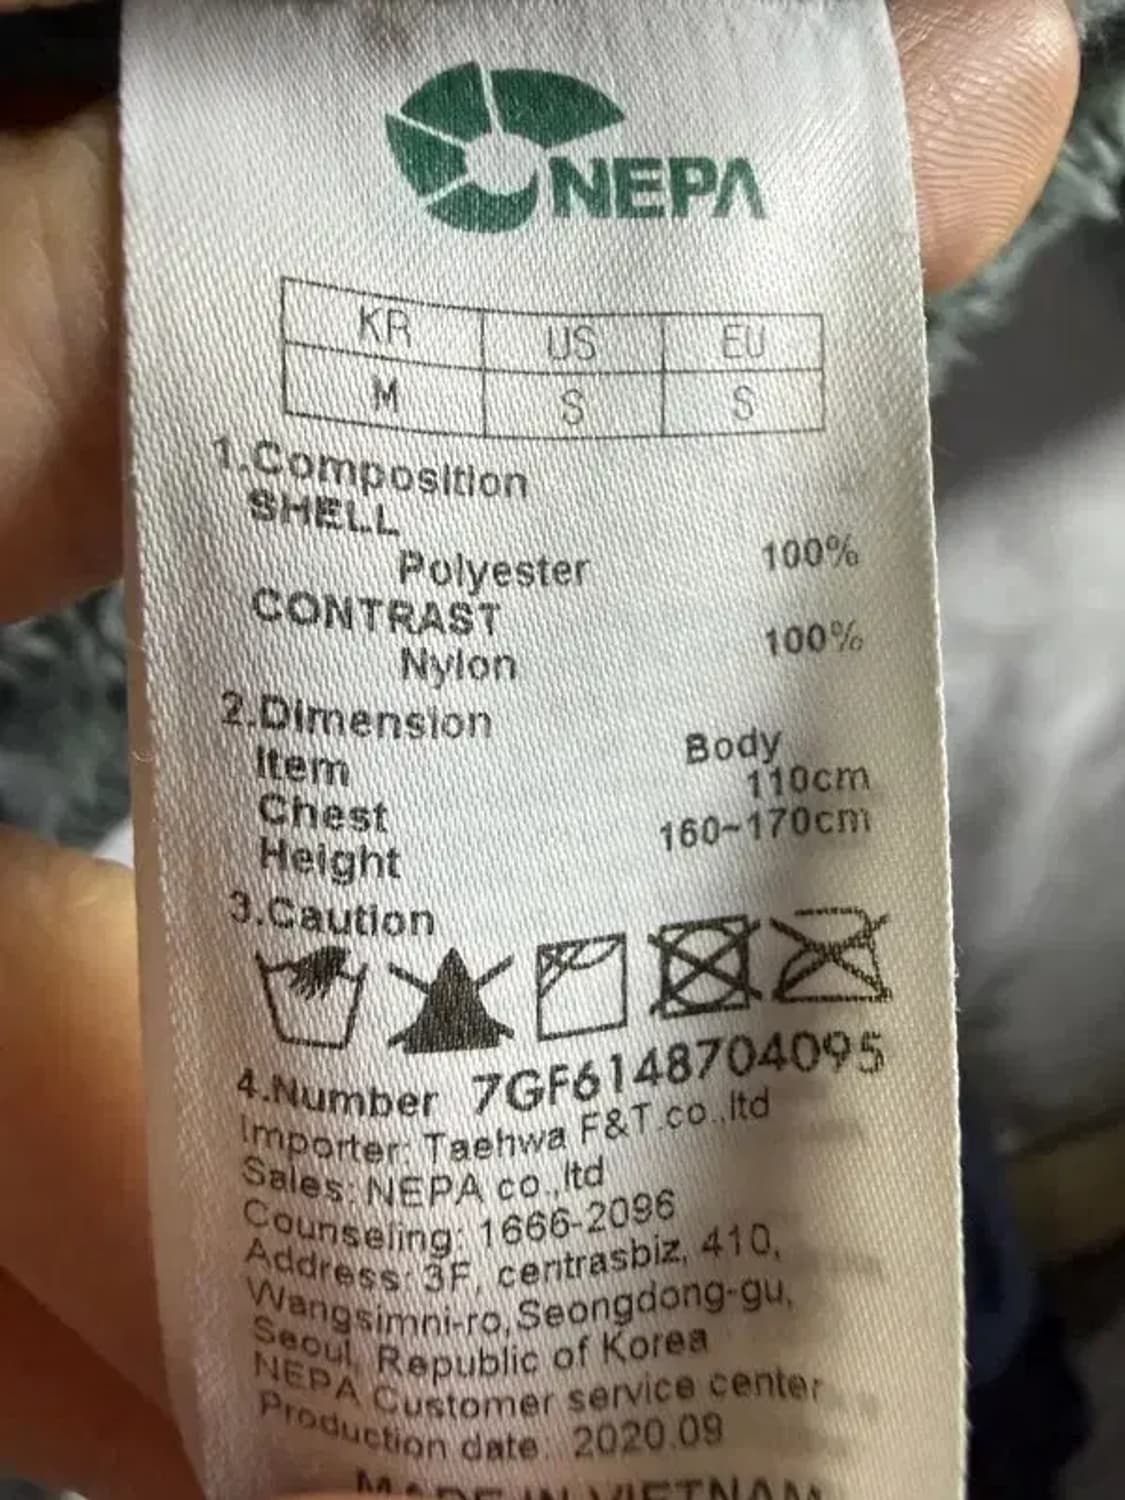 NEPA
KR US EU
M S S
1.Composition
SHELL
Polyester 100%
CONTRAST
Nylon 100%
2.Dimension
Item Body
Chest 110cm
Height 160~170cm
3.Caution
4.Number 7GF6148704095
Importer: Taehwa F&T.co.,ltd
Sales: NEPA co.,ltd
Counseling: 1666-2096
Address: 3F, centrasbiz, 410,
Wangsimni-ro, Seongdong-gu,
Seoul, Republic of Korea
NEPA Customer service center
Production date: 2020.09
MADE IN VIETNAM